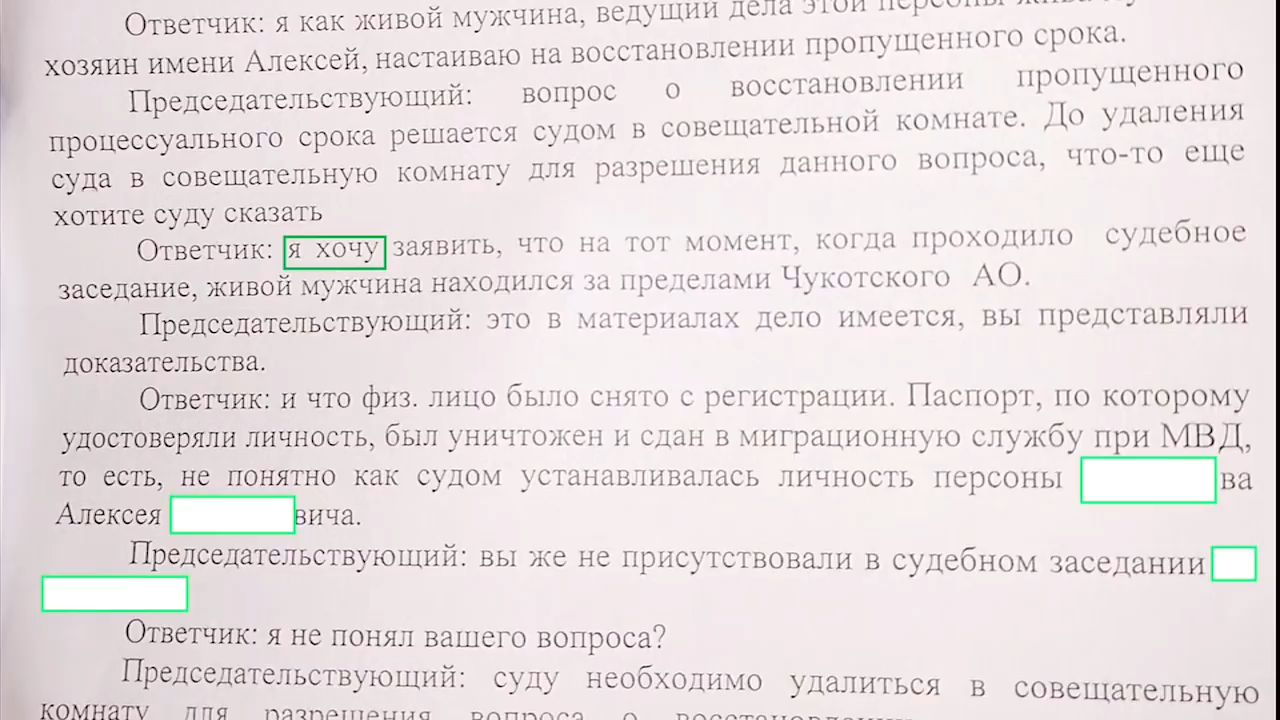 Ответчик: я как живой мужчина, ведущий дела этой персоны
хозяин имени Алексей, настаиваю на восстановлении пропущенного срока.
Председательствующий: вопрос о восстановлении пропущенного
процессуального срока решается судом в совещательной комнате. До удаления
суда в совещательную комнату для разрешения данного вопроса, что-то еще
хотите суду сказать
Ответчик: я хочу заявить, что на тот момент, когда проходило судебное
заседание, живой мужчина находился за пределами Чукотского АО.
Председательствующий: это в материалах дело имеется, вы представляли
доказательства.
Ответчик: и что физ. лицо было снято с регистрации. Паспорт, по которому
удостоверяли личность, был уничтожен и сдан в миграционную службу при МВД,
то есть, не понятно как судом устанавливалась личность персоны ва
Алексея вича.
Председательствующий: вы же не присутствовали в судебном заседании
Ответчик: я не понял вашего вопроса?
Председательствующий: суду необходимо удалиться в совещательную
комнату для разрешения вопроса о